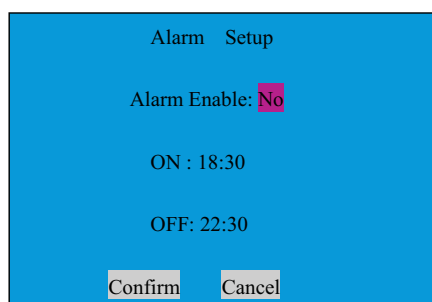 Alarm Setup
Alarm Enable: No
ON : 18:30
OFF: 22:30
Confirm Cancel